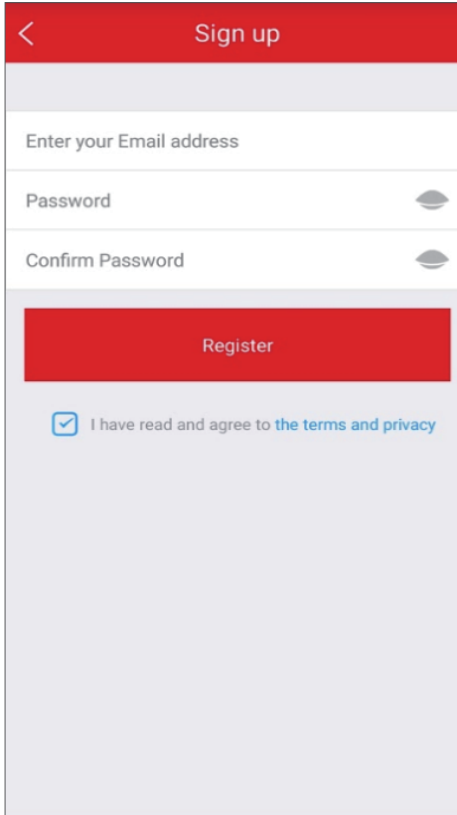 Sign up
Enter your Email address
Password
Confirm Password
Register
I have read and agree to the terms and privacy